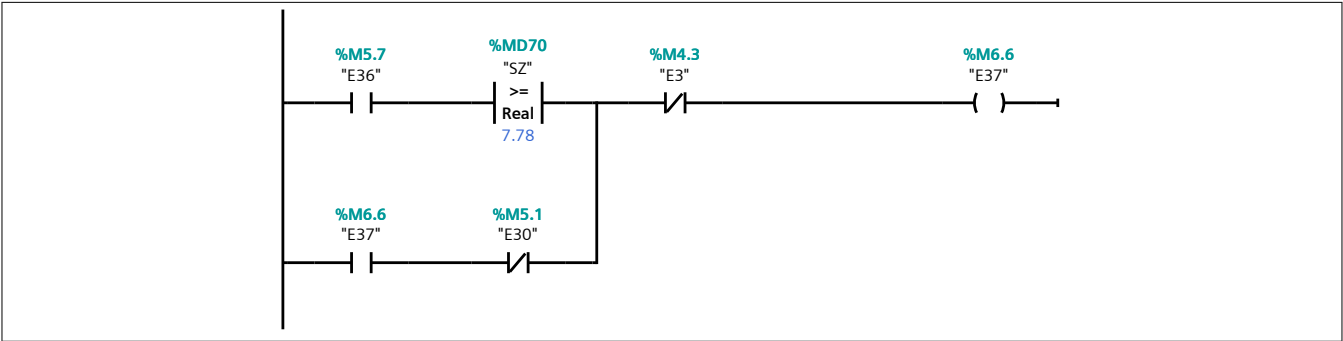 %MD70
%M5.7
%M4.3
%M6.6
"SZ"
"E36"
"E3"
"E37"
>=
Real
7.78
%M6.6
%M5.1
"E37"
"E30"